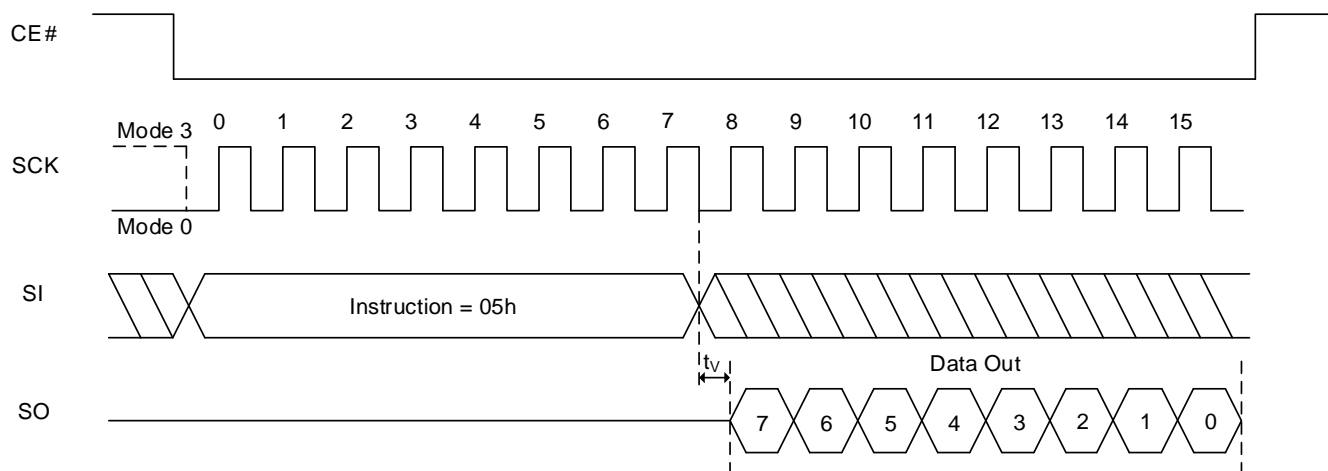 CE#
Mode 3
0 1 2 3 4 5 6 7 8 9 10 11 12 13 14 15
SCK
Mode 0
SI
Instruction = 05h
tV
Data Out
SO
7 6 5 4 3 2 1 0